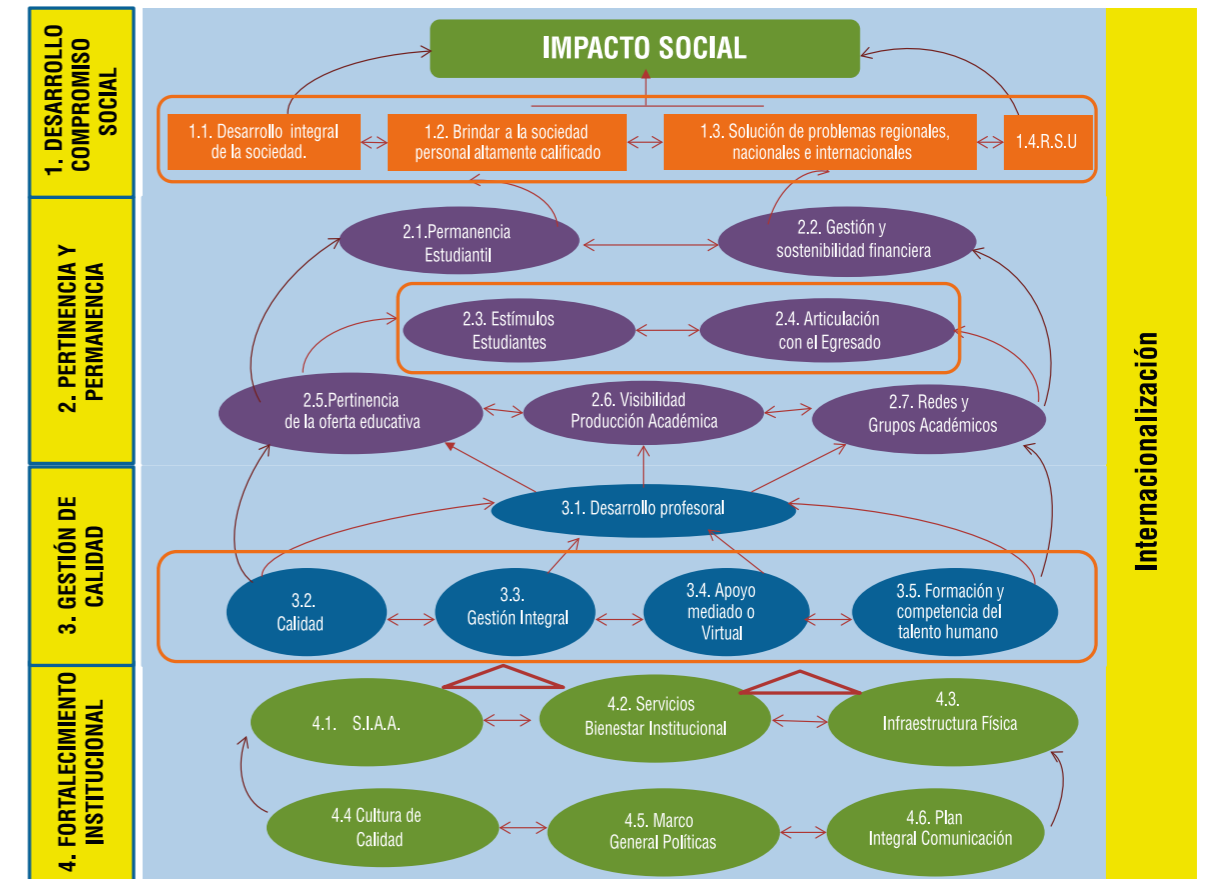 1. DESARROLLO
COMPROMISO
SOCIAL
IMPACTO SOCIAL
1.1. Desarrollo integral
de la sociedad.
1.2. Brindar a la sociedad
personal altamente calificado
1.3. Solución de problemas regionales,
nacionales e internacionales
1.4.R.S.U
2. PERTINENCIA Y
PERMANENCIA
2.1.Permanencia
Estudiantil
2.2. Gestión y
sostenibilidad financiera
2.3. Estímulos
Estudiantes
2.4. Articulación
con el Egresado
2.5.Pertinencia
de la oferta educativa
2.6. Visibilidad
Producción Académica
2.7. Redes y
Grupos Académicos
3. GESTIÓN DE
CALIDAD
3.1. Desarrollo profesoral
3.2.
Calidad
3.3.
Gestión Integral
3.4. Apoyo
mediado o
Virtual
3.5. Formación y
competencia del
talento humano
4. FORTALECIMIENTO
INSTITUCIONAL
4.1. S.I.A.A.
4.2. Servicios
Bienestar Institucional
4.3.
Infraestructura Física
4.4 Cultura de
Calidad
4.5. Marco
General Políticas
4.6. Plan
Integral Comunicación
Internacionalización